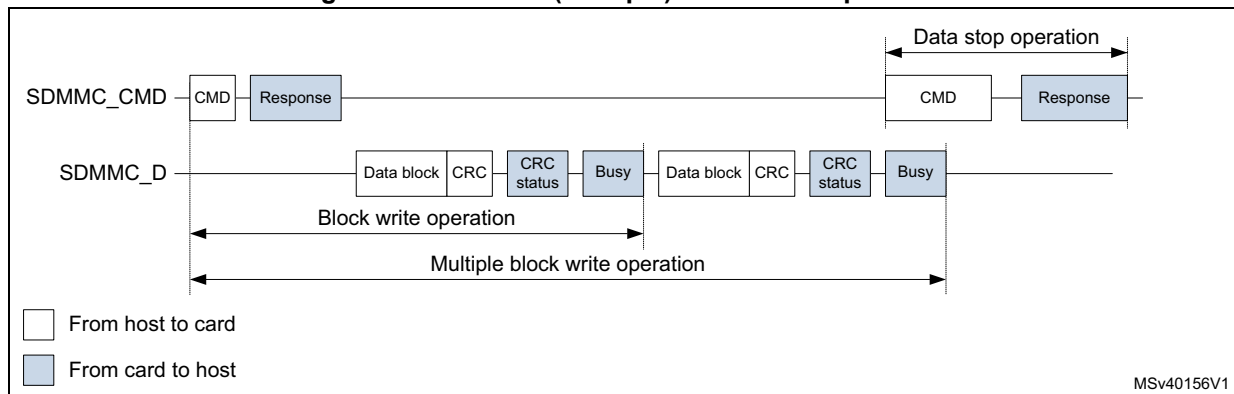 Data stop operation
SDMMC_CMD CMD Response CMD Response
SDMMC_D Data block CRC CRC status Busy Data block CRC CRC status Busy
Block write operation
Multiple block write operation
From host to card
From card to host
MSv40156V1